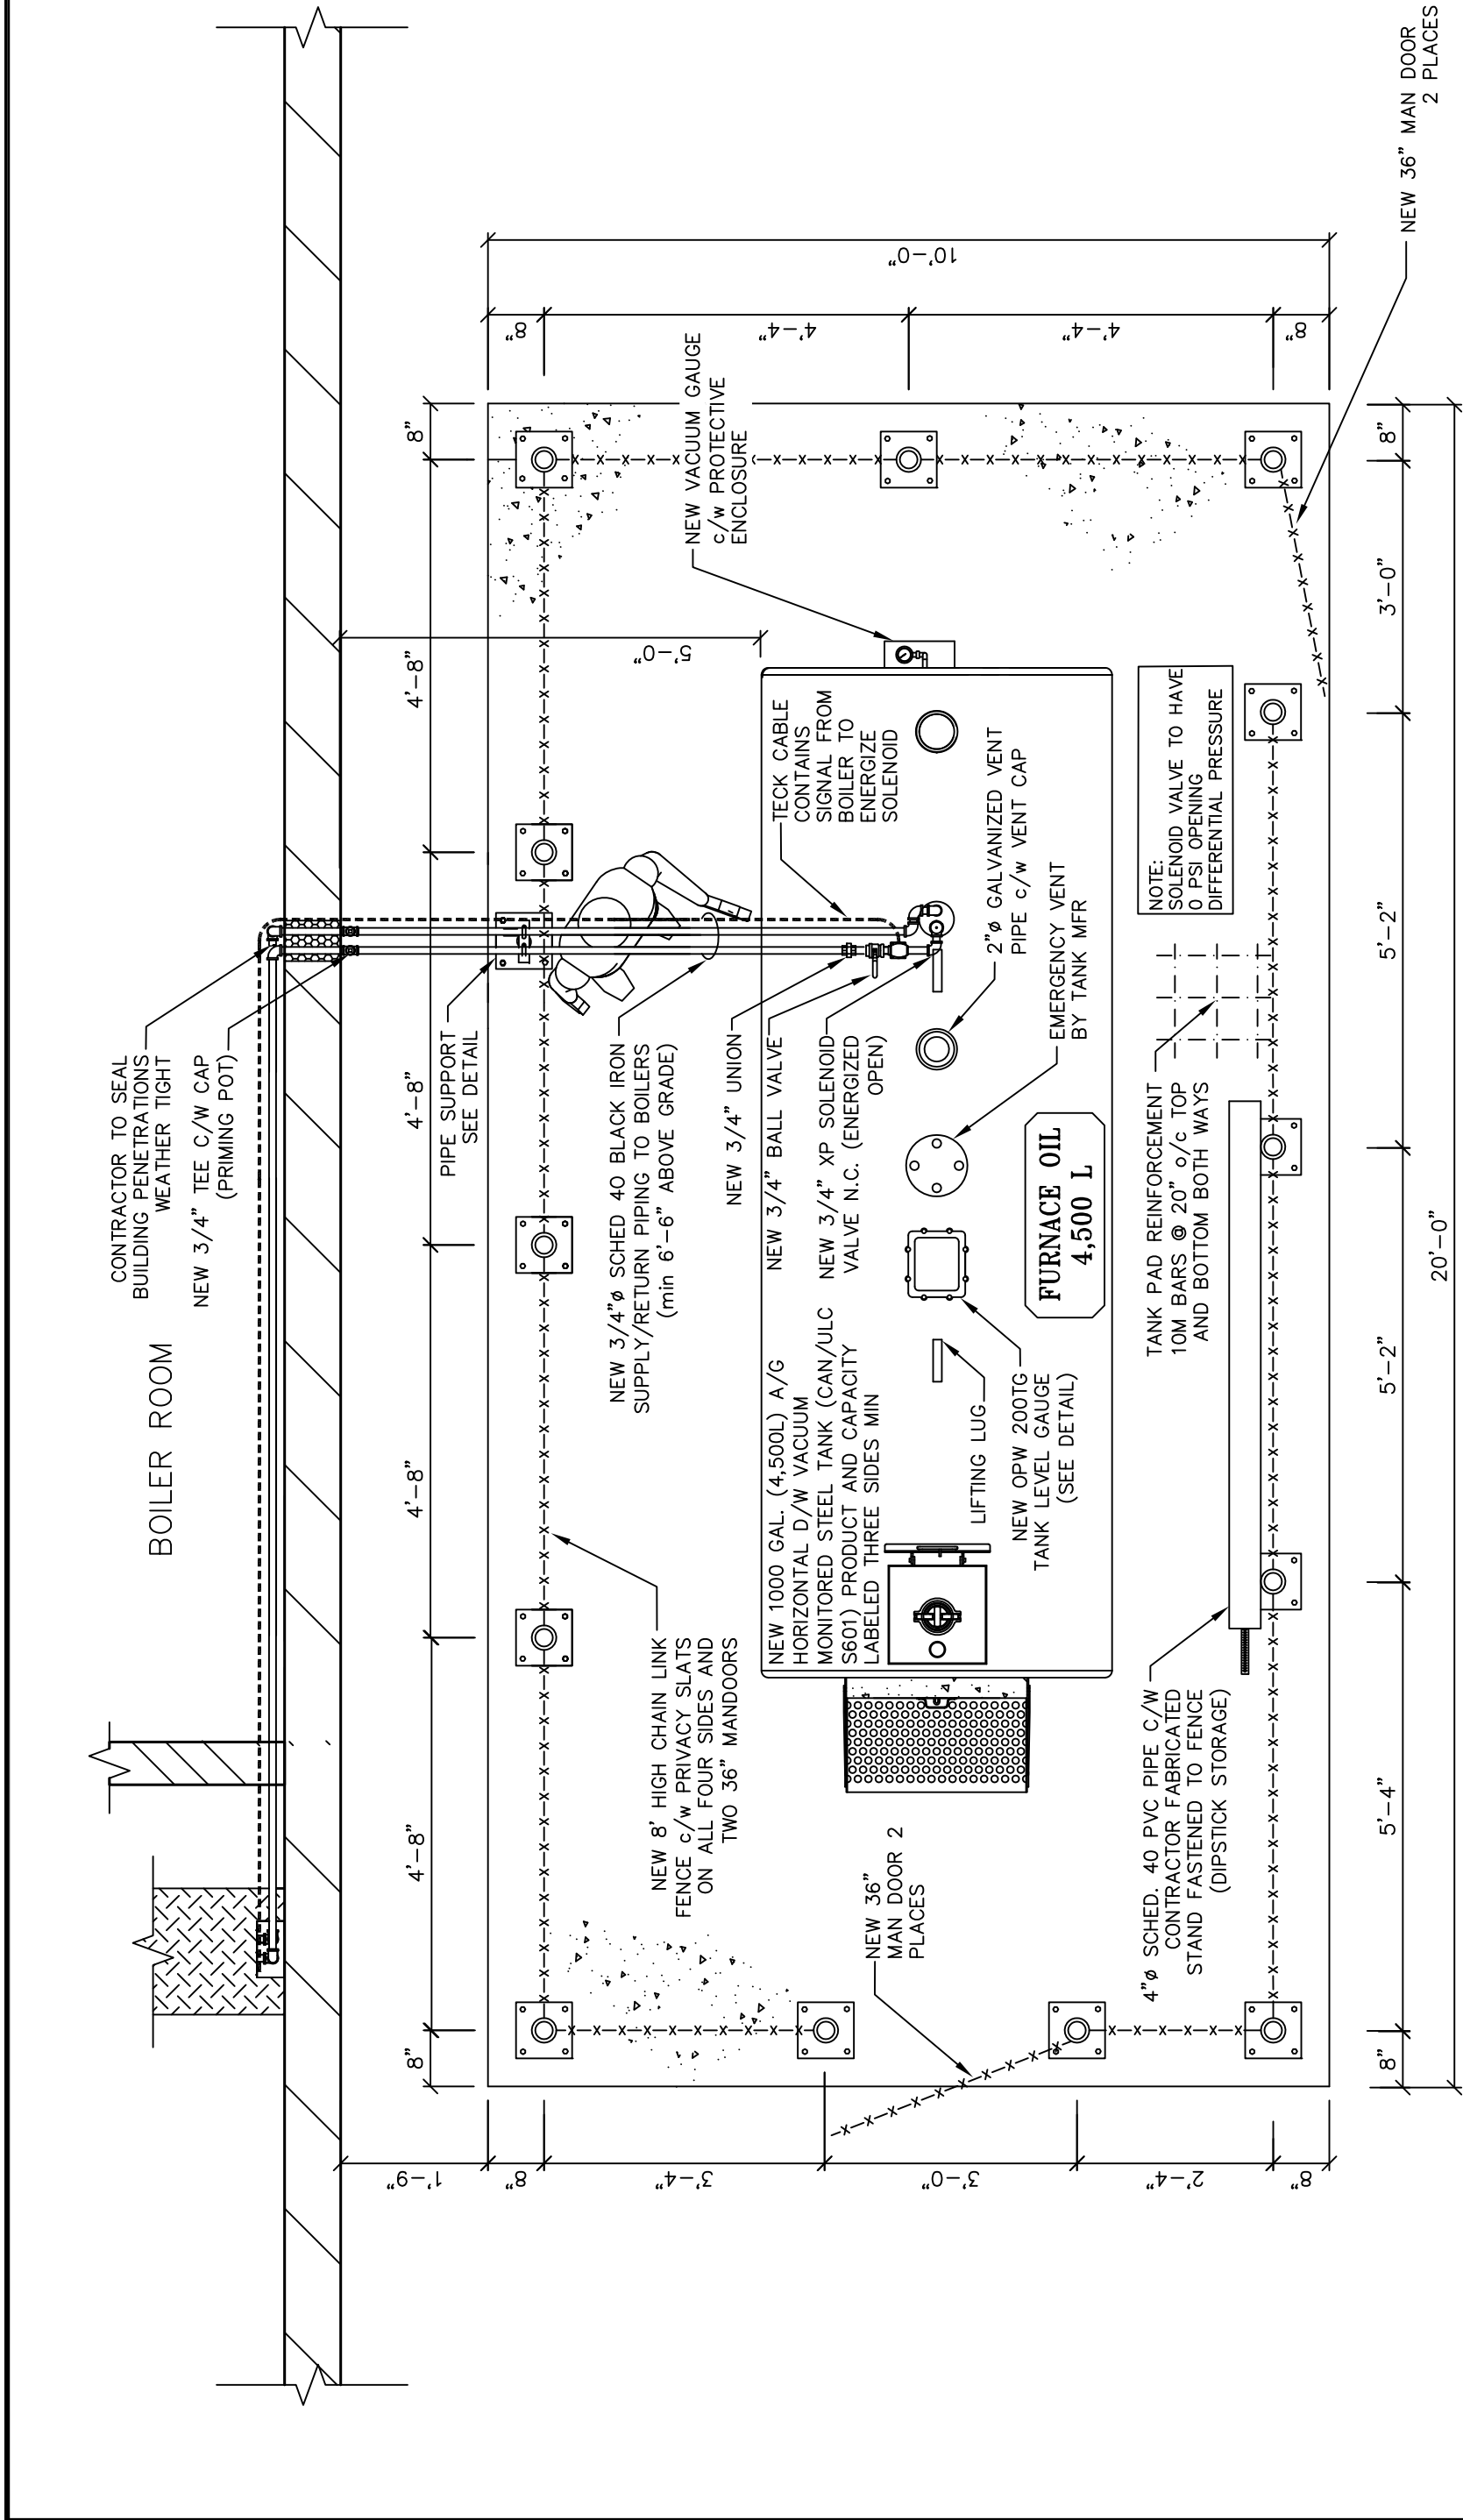 BOILER ROOM
CONTRACTOR TO SEAL
BUILDING PENETRATIONS
WEATHER TIGHT
NEW 3/4" TEE C/W CAP
(PRIMING POT)
8"
4'-8"
4'-8"
4'-8"
4'-8"
8"
PIPE SUPPORT
SEE DETAIL
1'-9"
8"
3'-4"
3'-0"
2'-4"
8"
NEW 8' HIGH CHAIN LINK
FENCE c/w PRIVACY SLATS
ON ALL FOUR SIDES AND
TWO 36" MANDOORS
NEW 3/4"ø SCHED 40 BLACK IRON
SUPPLY/RETURN PIPING TO BOILERS
(min 6'-6" ABOVE GRADE)
5'-0"
NEW VACUUM GAUGE
c/w PROTECTIVE
ENCLOSURE
8"
4'-4"
4'-4"
8"
10'-0"
NEW 3/4" UNION
NEW 3/4" BALL VALVE
NEW 3/4" XP SOLENOID
VALVE N.C. (ENERGIZED
OPEN)
NEW 1000 GAL. (4,500L) A/G
HORIZONTAL D/W VACUUM
MONITORED STEEL TANK (CAN/ULC
S601) PRODUCT AND CAPACITY
LABELED THREE SIDES MIN
TECK CABLE
CONTAINS
SIGNAL FROM
BOILER TO
ENERGIZE
SOLENOID
NEW 36"
MAN DOOR 2
PLACES
LIFTING LUG
NEW OPW 200TG
TANK LEVEL GAUGE
(SEE DETAIL)
2"ø GALVANIZED VENT
PIPE c/w VENT CAP
EMERGENCY VENT
BY TANK MFR
FURNACE OIL
4,500 L
4"ø SCHED. 40 PVC PIPE C/W
CONTRACTOR FABRICATED
STAND FASTENED TO FENCE
(DIPSTICK STORAGE)
TANK PAD REINFORCEMENT
10M BARS @ 20" o/c TOP
AND BOTTOM BOTH WAYS
NOTE:
SOLENOID VALVE TO HAVE
0 PSI OPENING
DIFFERENTIAL PRESSURE
8"
5'-4"
5'-2"
5'-2"
3'-0"
8"
20'-0"
NEW 36" MAN DOOR
2 PLACES